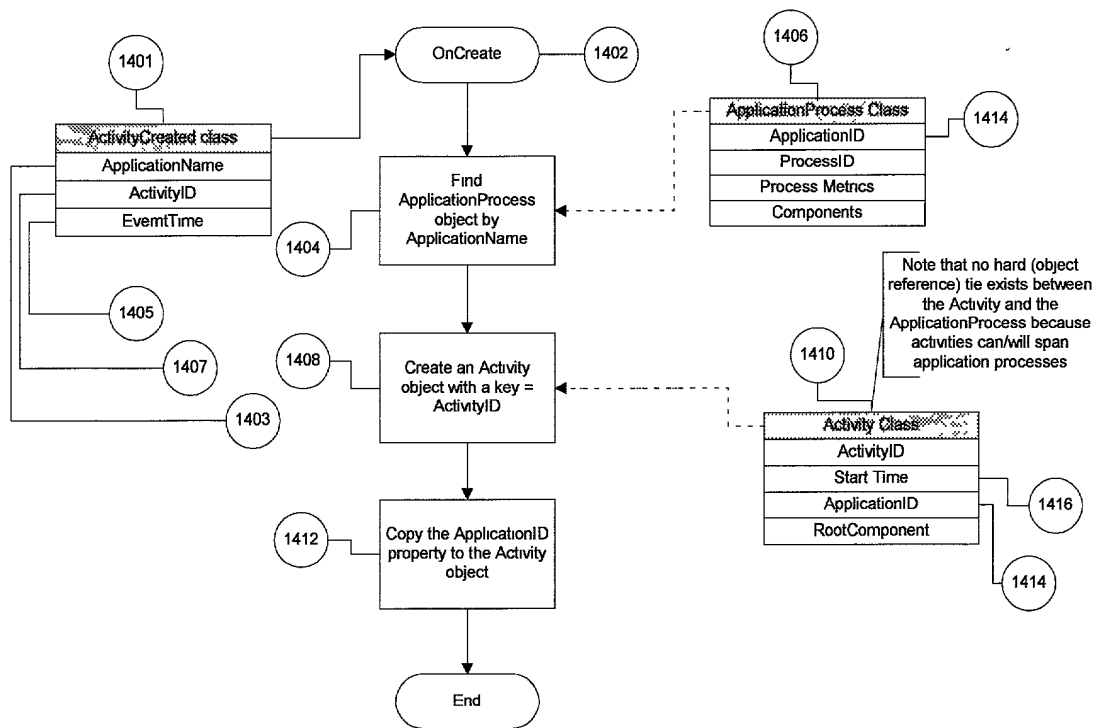 1401
ActivityCreated class
ApplicationName
ActivityID
EvemtTime
1405
1407
1403
OnCreate
1402
Find
ApplicationProcess
object by
ApplicationName
1404
Create an Activity
object with a key =
ActivityID
1408
Copy the ApplicationID
property to the Activity
object
1412
End
1406
ApplicationProcess Class
ApplicationID
ProcessID
Process Metrics
Components
1414
Note that no hard (object
reference) tie exists between
the Activity and the
ApplicationProcess because
activities can/will span
application processes
1410
Activity Class
ActivityID
Start Time
ApplicationID
RootComponent
1416
1414